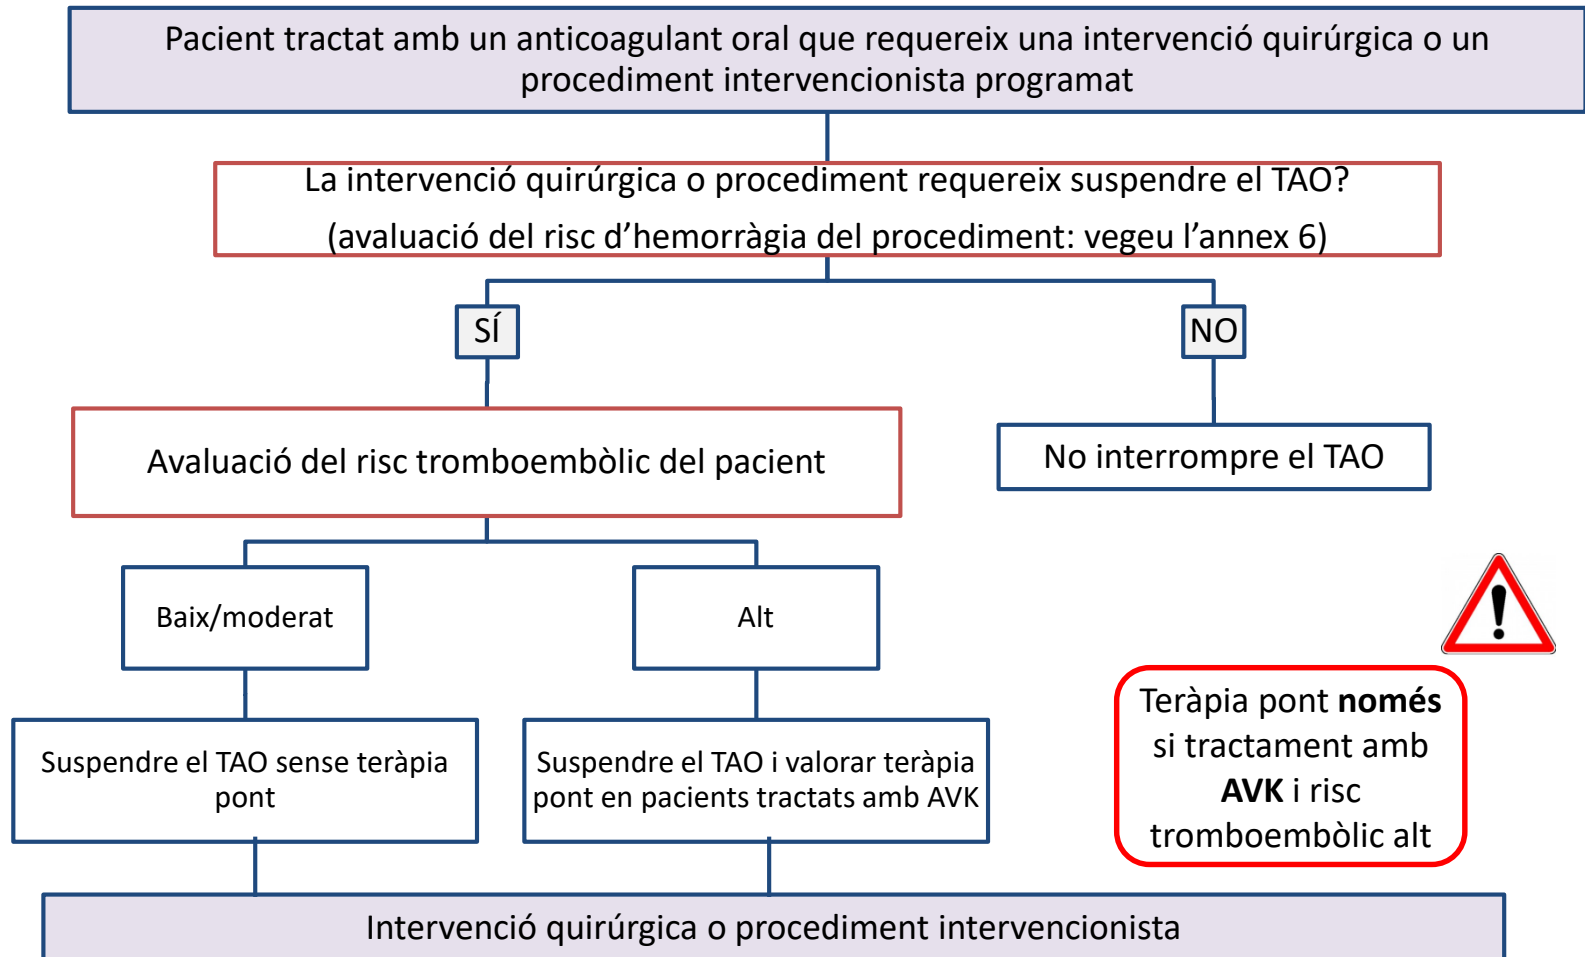 Pacient tractat amb un anticoagulant oral que requereix una intervenció quirúrgica o un
procediment intervencionista programat
La intervenció quirúrgica o procediment requereix suspendre el TAO?
(avaluació del risc d’hemorràgia del procediment: vegeu l’annex 6)
SÍ
NO
Avaluació del risc tromboembòlic del pacient
No interrompre el TAO
Baix/moderat
Alt
Suspendre el TAO sense teràpia
pont
Suspendre el TAO i valorar teràpia
pont en pacients tractats amb AVK
Teràpia pont només
si tractament amb
AVK i risc
tromboembòlic alt
Intervenció quirúrgica o procediment intervencionista